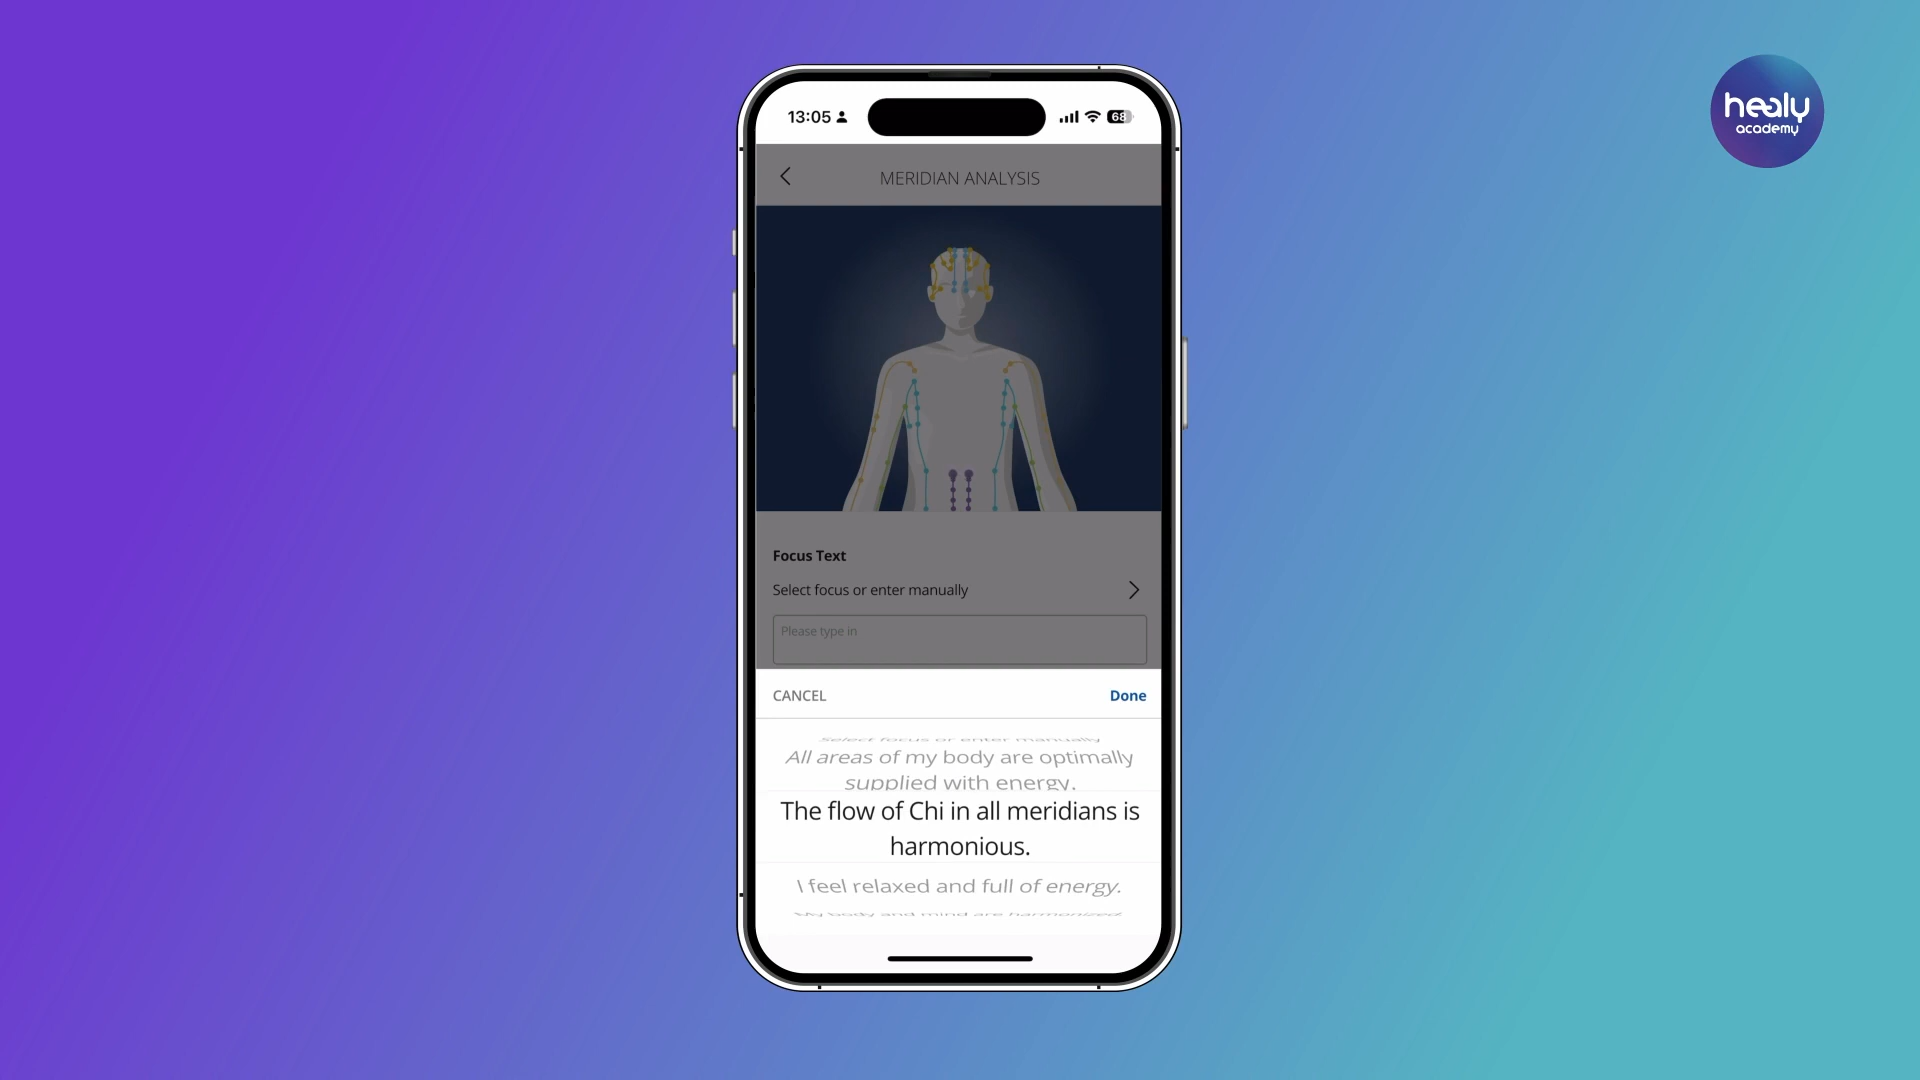 healy
academy
13:05
68
MERIDIAN ANALYSIS
Focus Text
Select focus or enter manually
Please type in
CANCEL
Done
Select focus or enter manually
All areas of my body are optimally
supplied with energy.
The flow of Chi in all meridians is
harmonious.
I feel relaxed and full of energy.
My body and mind are harmonized.